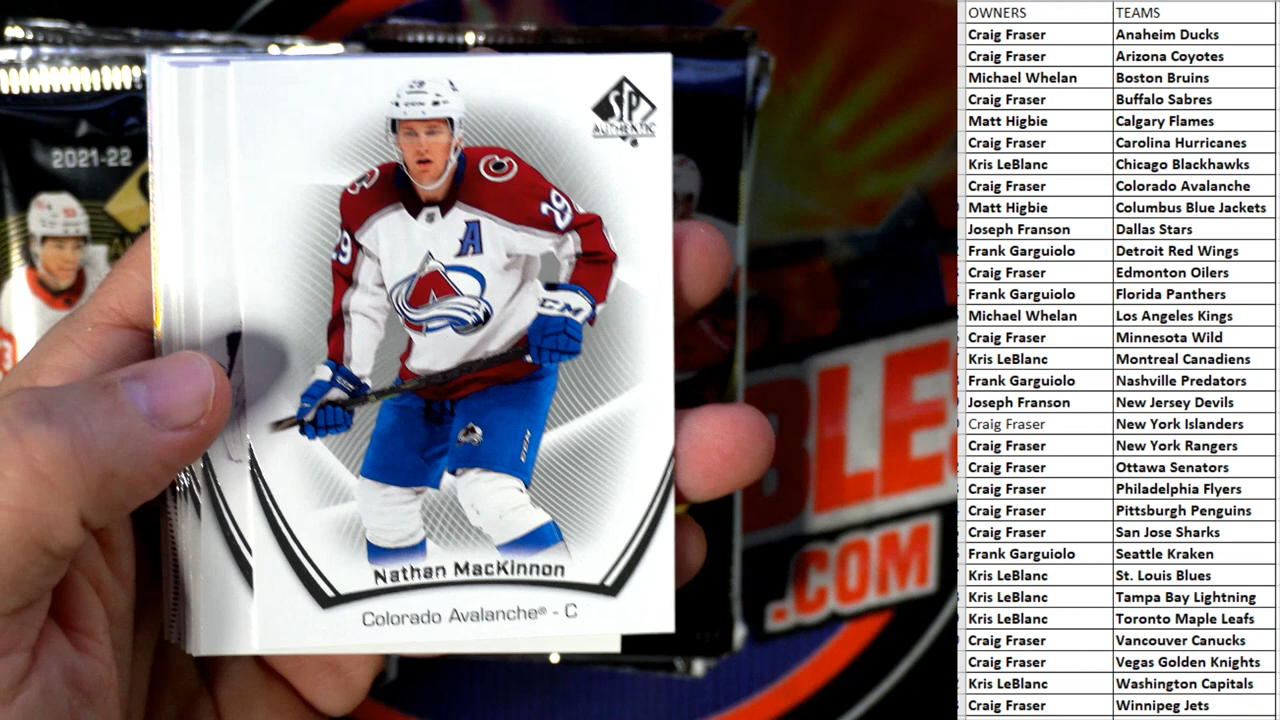 2021-22
SP
AUTHENTIC
29
29
A
CCM
CCM
Nathan MacKinnon
Colorado Avalanche® - C
BLE
.COM
OWNERS TEAMS
Craig Fraser Anaheim Ducks
Craig Fraser Arizona Coyotes
Michael Whelan Boston Bruins
Craig Fraser Buffalo Sabres
Matt Higbie Calgary Flames
Craig Fraser Carolina Hurricanes
Kris LeBlanc Chicago Blackhawks
Craig Fraser Colorado Avalanche
Matt Higbie Columbus Blue Jackets
Joseph Franson Dallas Stars
Frank Garguiolo Detroit Red Wings
Craig Fraser Edmonton Oilers
Frank Garguiolo Florida Panthers
Michael Whelan Los Angeles Kings
Craig Fraser Minnesota Wild
Kris LeBlanc Montreal Canadiens
Frank Garguiolo Nashville Predators
Joseph Franson New Jersey Devils
Craig Fraser New York Islanders
Craig Fraser New York Rangers
Craig Fraser Ottawa Senators
Craig Fraser Philadelphia Flyers
Craig Fraser Pittsburgh Penguins
Craig Fraser San Jose Sharks
Frank Garguiolo Seattle Kraken
Kris LeBlanc St. Louis Blues
Kris LeBlanc Tampa Bay Lightning
Kris LeBlanc Toronto Maple Leafs
Craig Fraser Vancouver Canucks
Craig Fraser Vegas Golden Knights
Kris LeBlanc Washington Capitals
Craig Fraser Winnipeg Jets